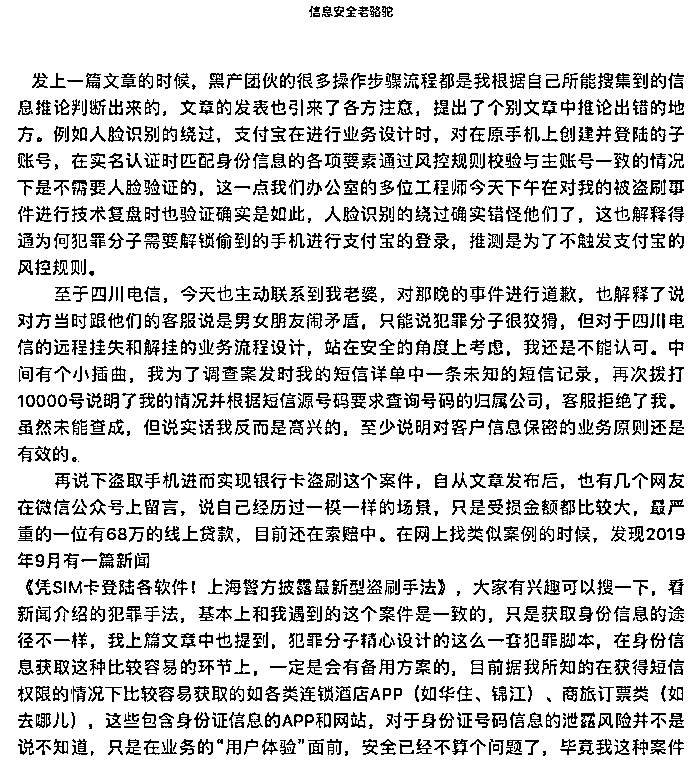 信息安全老骆驼
发上一篇文章的时候，黑产团伙的很多操作步骤流程都是我根据自己所能搜集到的信
息推论判断出来的，文章的发表也引来了各方注意，提出了个别文章中推论出错的地
方。例如人脸识别的绕过，支付宝在进行业务设计时，对在原手机上创建并登陆的子
账号，在实名认证时匹配身份信息的各项要素通过风控规则校验与主账号一致的情况
下是不需要人脸验证的，这一点我们办公室的多位工程师今天下午在对我的被盗刷事
件进行技术复盘时也验证确实是如此，人脸识别的绕过确实错怪他们了，这也解释得
通为何犯罪分子需要解锁偷到的手机进行支付宝的登录，推测是为了不触发支付宝的
风控规则。
至于四川电信，今天也主动联系到我老婆，对那晚的事件进行道歉，也解释了说
对方当时跟他们的客服说是男女朋友闹矛盾，只能说犯罪分子很狡猾，但对于四川电
信的远程挂失和解挂的业务流程设计，站在安全的角度上考虑，我还是不能认可。中
间有个小插曲，我为了调查案发时我的短信详单中一条未知的短信记录，再次拨打
10000号说明了我的情况并根据短信源号码要求查询号码的归属公司，客服拒绝了我。
虽然未能查成，但说实话我反而是高兴的，至少说明对客户信息保密的业务原则还是
有效的。
再说下盗取手机进而实现银行卡盗刷这个案件，自从文章发布后，也有几个网友
在微信公众号上留言，说自己经历过一模一样的场景，只是受损金额都比较大，最严
重的一位有68万的线上贷款，目前还在索赔中。在网上找类似案例的时候，发现2019
年9月有一篇新闻
《凭SIM卡登陆各软件！上海警方披露最新型盗刷手法》，大家有兴趣可以搜一下，看
新闻介绍的犯罪手法，基本上和我遇到的这个案件是一致的，只是获取身份信息的途
径不一样，我上篇文章中也提到，犯罪分子精心设计的这么一套犯罪脚本，在身份信
息获取这种比较容易的环节上，一定是会有备用方案的，目前据我所知的在获得短信
权限的情况下比较容易获取的如各类连锁酒店APP（如华住、锦江）、商旅订票类（如
去哪儿），这些包含身份证信息的APP和网站，对于身份证号码信息的泄露风险并不是
说不知道，只是在业务的“用户体验”面前，安全已经不算个问题了，毕竟我这种案件